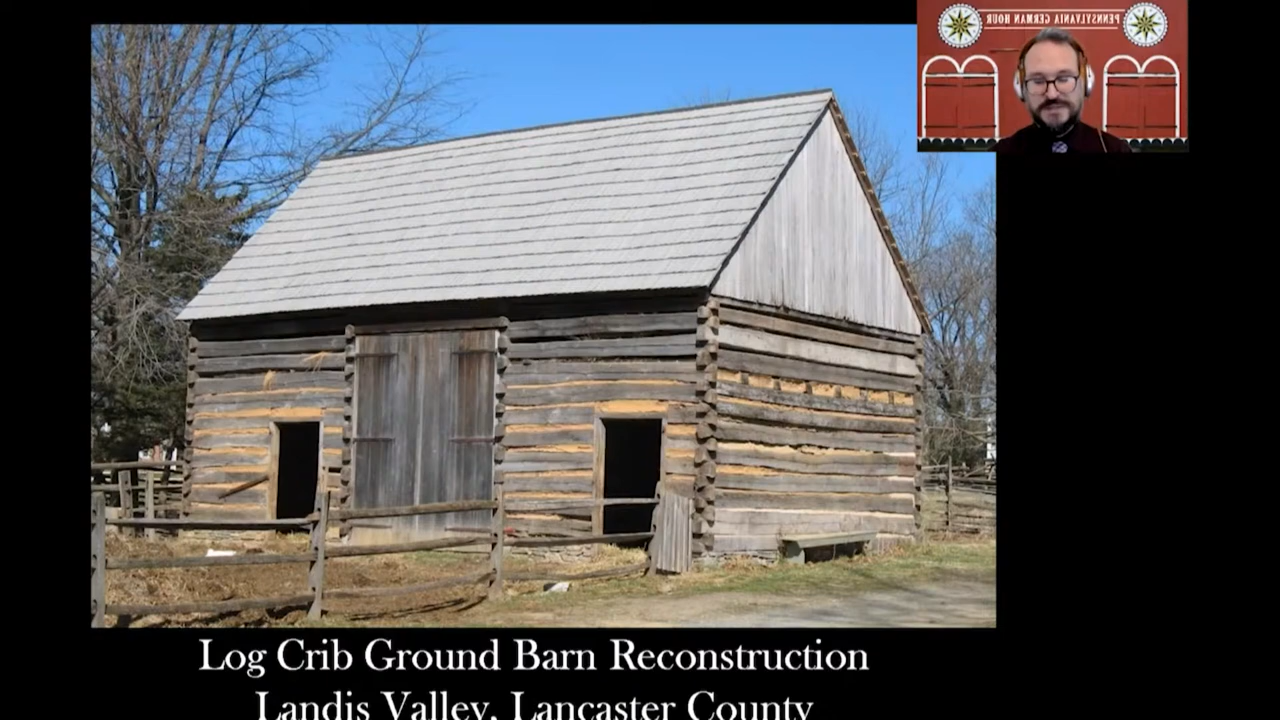 PENNSYLVANIA GERMAN HOUR
Log Crib Ground Barn Reconstruction
Landis Valley, Lancaster County